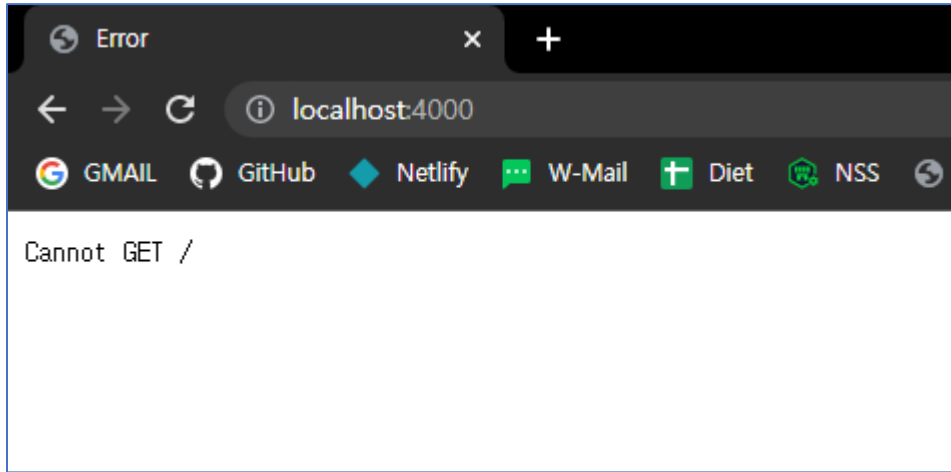 Error
localhost:4000
GMAIL GitHub Netlify W-Mail Diet NSS
Cannot GET /